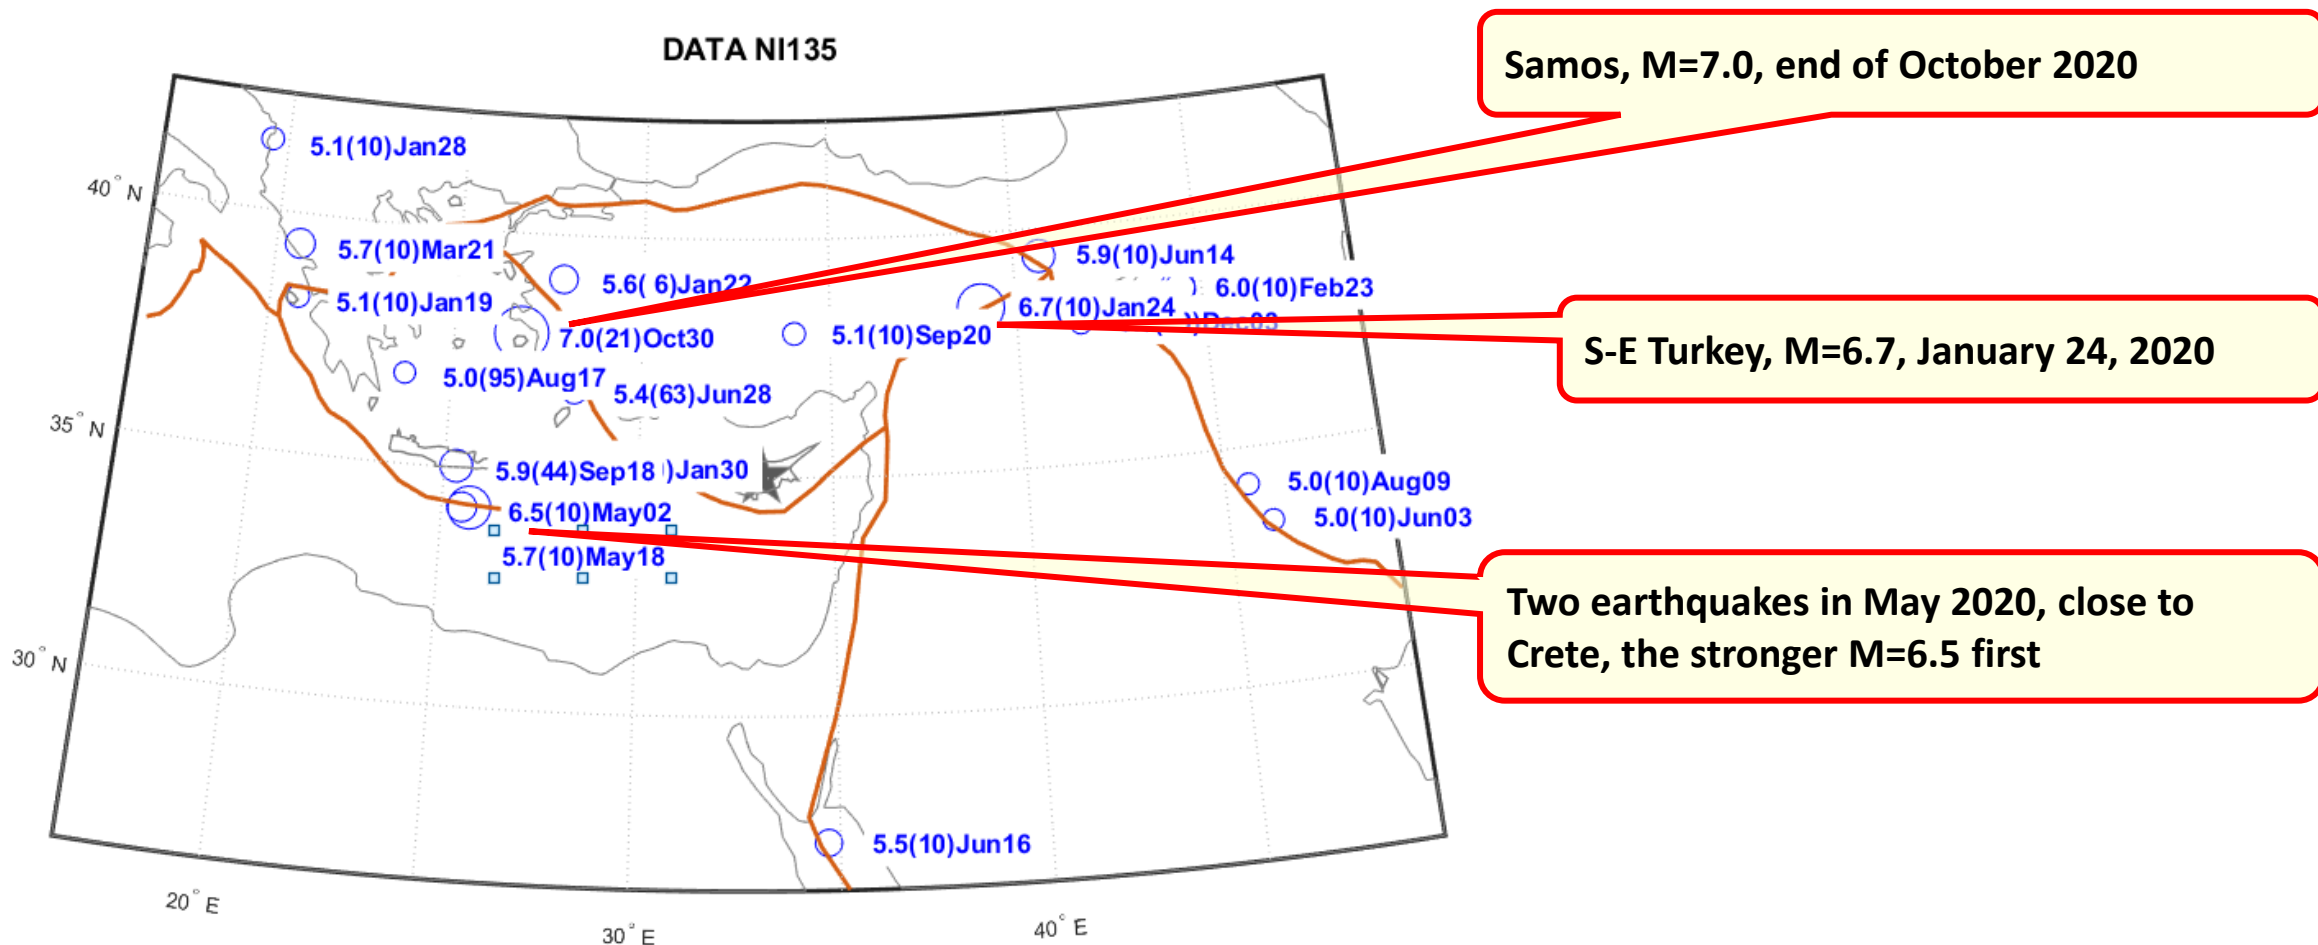 DATA NI135
Samos, M=7.0, end of October 2020
5.1(10)Jan28
40° N
5.7(10)Mar21
5.9(10)Jun14
5.6( 6)Jan22
6.0(10)Feb23
5.1(10)Jan19
6.7(10)Jan24
7.0(21)Oct30
5.1(10)Sep20
S-E Turkey, M=6.7, January 24, 2020
5.0(95)Aug17
5.4(63)Jun28
35° N
5.9(44)Sep18
)Jan30
5.0(10)Aug09
6.5(10)May02
5.0(10)Jun03
5.7(10)May18
Two earthquakes in May 2020, close to
Crete, the stronger M=6.5 first
30° N
5.5(10)Jun16
20° E
30° E
40° E